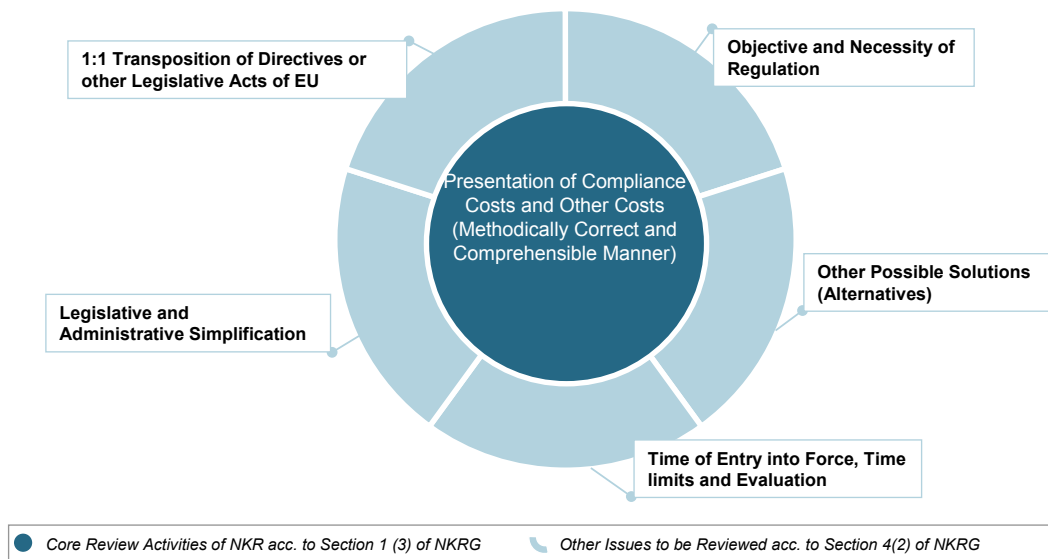 1:1 Transposition of Directives or
other Legislative Acts of EU
Objective and Necessity of
Regulation
Presentation of Compliance
Costs and Other Costs
(Methodically Correct and
Comprehensible Manner)
Other Possible Solutions
(Alternatives)
Legislative and
Administrative Simplification
Time of Entry into Force, Time
limits and Evaluation
Core Review Activities of NKR acc. to Section 1 (3) of NKRG
Other Issues to be Reviewed acc. to Section 4(2) of NKRG